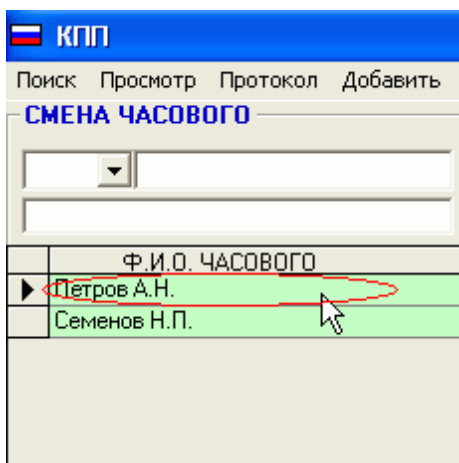 КПП
Поиск Просмотр Протокол Добавить
СМЕНА ЧАСОВОГО
Ф.И.О. ЧАСОВОГО
Петров А.Н.
Семенов Н.П.